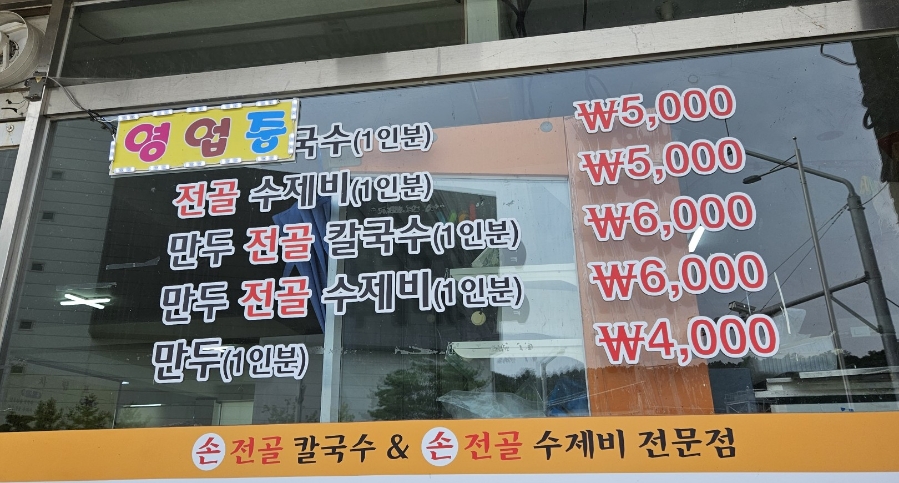 영업중
국수(1인분) ₩5,000
전골 수제비(1인분) ₩5,000
만두 전골 칼국수(1인분) ₩6,000
만두 전골 수제비(1인분) ₩6,000
만두(1인분) ₩4,000
손 전골 칼국수 & 손 전골 수제비 전문점